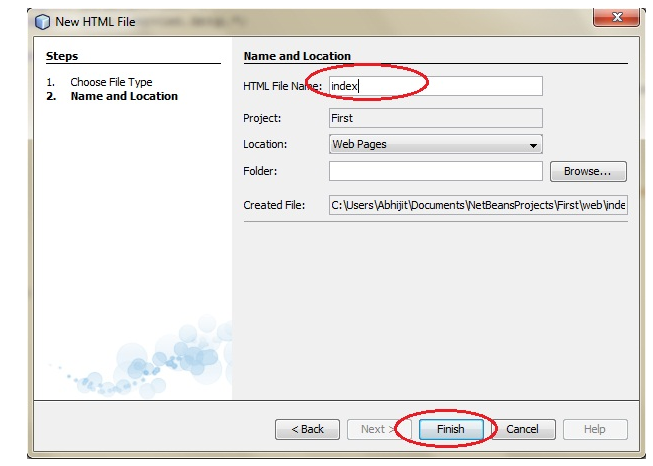 New HTML File
Steps
1. Choose File Type
2. Name and Location
Name and Location
HTML File Name: index
Project: First
Location: Web Pages
Folder:
Browse...
Created File: C:\Users\Abhijit\Documents\NetBeansProjects\First\web\inde
< Back
Next >
Finish
Cancel
Help